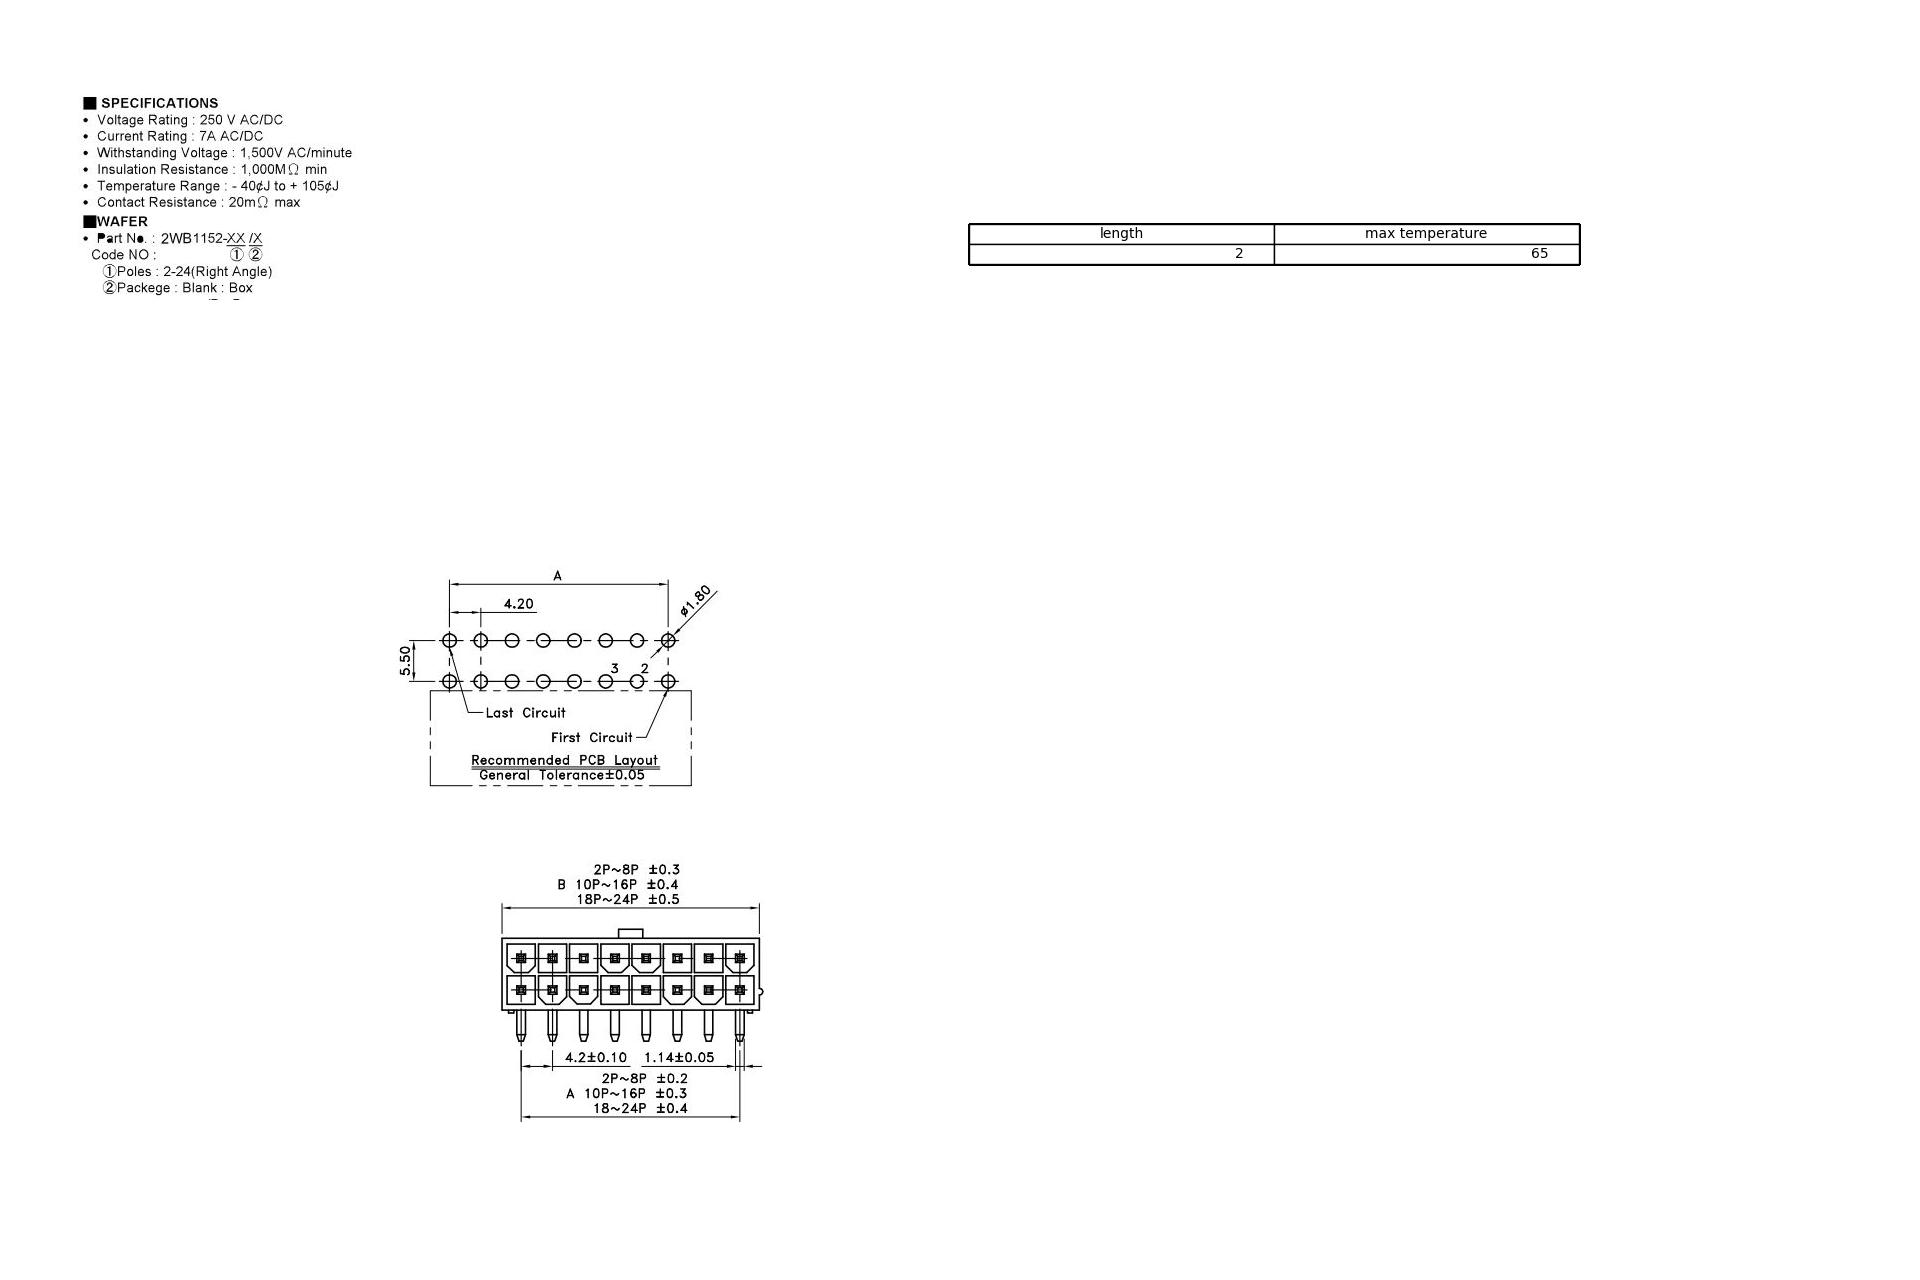 ■ SPECIFICATIONS
• Voltage Rating : 250 V AC/DC
• Current Rating : 7A AC/DC
• Withstanding Voltage : 1,500V AC/minute
• Insulation Resistance : 1,000MΩ min
• Temperature Range : - 40¢J to + 105¢J
• Contact Resistance : 20mΩ max
■WAFER
• Part No. : 2WB1152-XX /X
Code NO : ① ②
①Poles : 2-24(Right Angle)
②Packege : Blank : Box
length max temperature
2 65
A
4.20
ø1.80
5.50
3 2
Last Circuit
First Circuit
Recommended PCB Layout
General Tolerance±0.05
2P~8P ±0.3
B 10P~16P ±0.4
18P~24P ±0.5
4.2±0.10 1.14±0.05
2P~8P ±0.2
A 10P~16P ±0.3
18~24P ±0.4